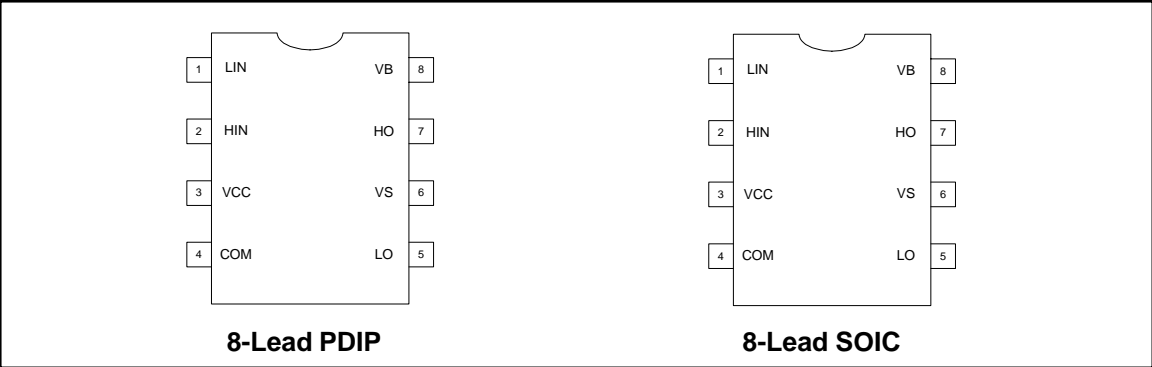 1 LIN VB 8
2 HIN HO 7
3 VCC VS 6
4 COM LO 5
8-Lead PDIP
1 LIN VB 8
2 HIN HO 7
3 VCC VS 6
4 COM LO 5
8-Lead SOIC